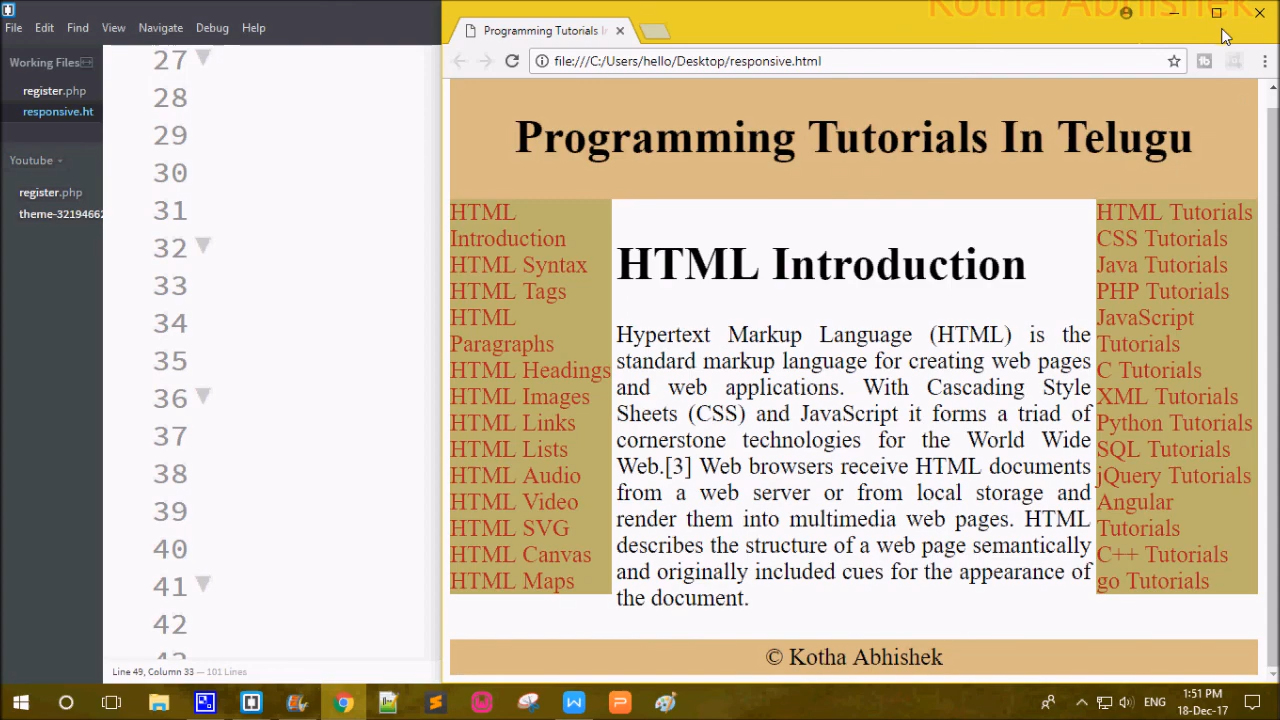 Kotha Abhishek
File Edit Find View Navigate Debug Help
Working Files
register.php
responsive.ht
Youtube
register.php
theme-32194662
27
28
29
30
31
32
33
34
35
36
37
38
39
40
41
42
Line 49, Column 33 — 101 Lines
Programming Tutorials I
file:///C:/Users/hello/Desktop/responsive.html
Programming Tutorials In Telugu
HTML
Introduction
HTML Syntax
HTML Tags
HTML
Paragraphs
HTML Headings
HTML Images
HTML Links
HTML Lists
HTML Audio
HTML Video
HTML SVG
HTML Canvas
HTML Maps
HTML Introduction
Hypertext Markup Language (HTML) is the
standard markup language for creating web pages
and web applications. With Cascading Style
Sheets (CSS) and JavaScript it forms a triad of
cornerstone technologies for the World Wide
Web.[3] Web browsers receive HTML documents
from a web server or from local storage and
render them into multimedia web pages. HTML
describes the structure of a web page semantically
and originally included cues for the appearance of
the document.
HTML Tutorials
CSS Tutorials
Java Tutorials
PHP Tutorials
JavaScript
Tutorials
C Tutorials
XML Tutorials
Python Tutorials
SQL Tutorials
jQuery Tutorials
Angular
Tutorials
C++ Tutorials
go Tutorials
© Kotha Abhishek
ENG
1:51 PM
18-Dec-17